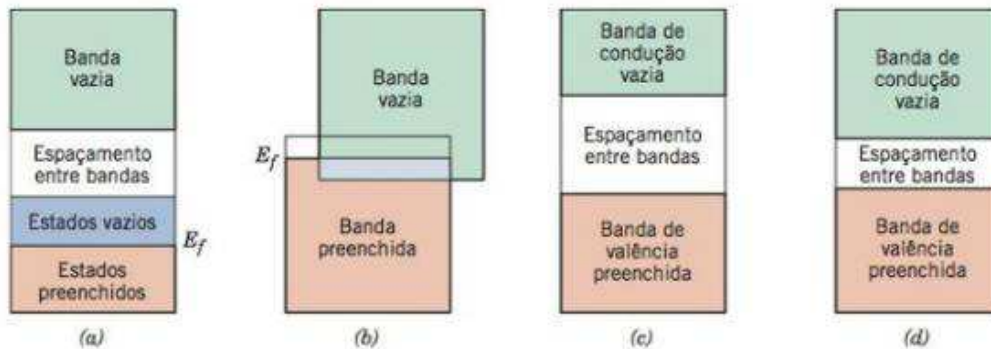 Banda
vazia
Espaçamento
entre bandas
Estados vazios
E_f
Estados
preenchidos
(a)
Banda
vazia
E_f
Banda
preenchida
(b)
Banda de
condução
vazia
Espaçamento
entre bandas
Banda de
valência
preenchida
(c)
Banda de
condução
vazia
Espaçamento
entre bandas
Banda de
valência
preenchida
(d)